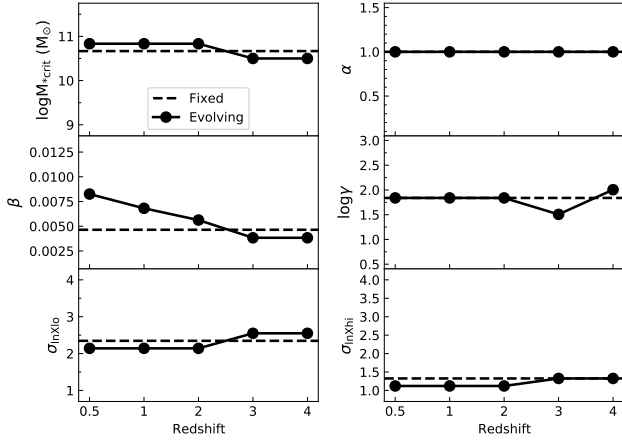 logM*crit (M⊙)
11
10
9
Fixed
Evolving
α
1.5
1.0
0.5
β
0.0125
0.0100
0.0075
0.0050
0.0025
logγ
3.0
2.5
2.0
1.5
1.0
σlnXlo
4
3
2
1
0.5 1 2 3 4
Redshift
σlnXhi
4.0
3.5
3.0
2.5
2.0
1.5
1.0
0.5 1 2 3 4
Redshift